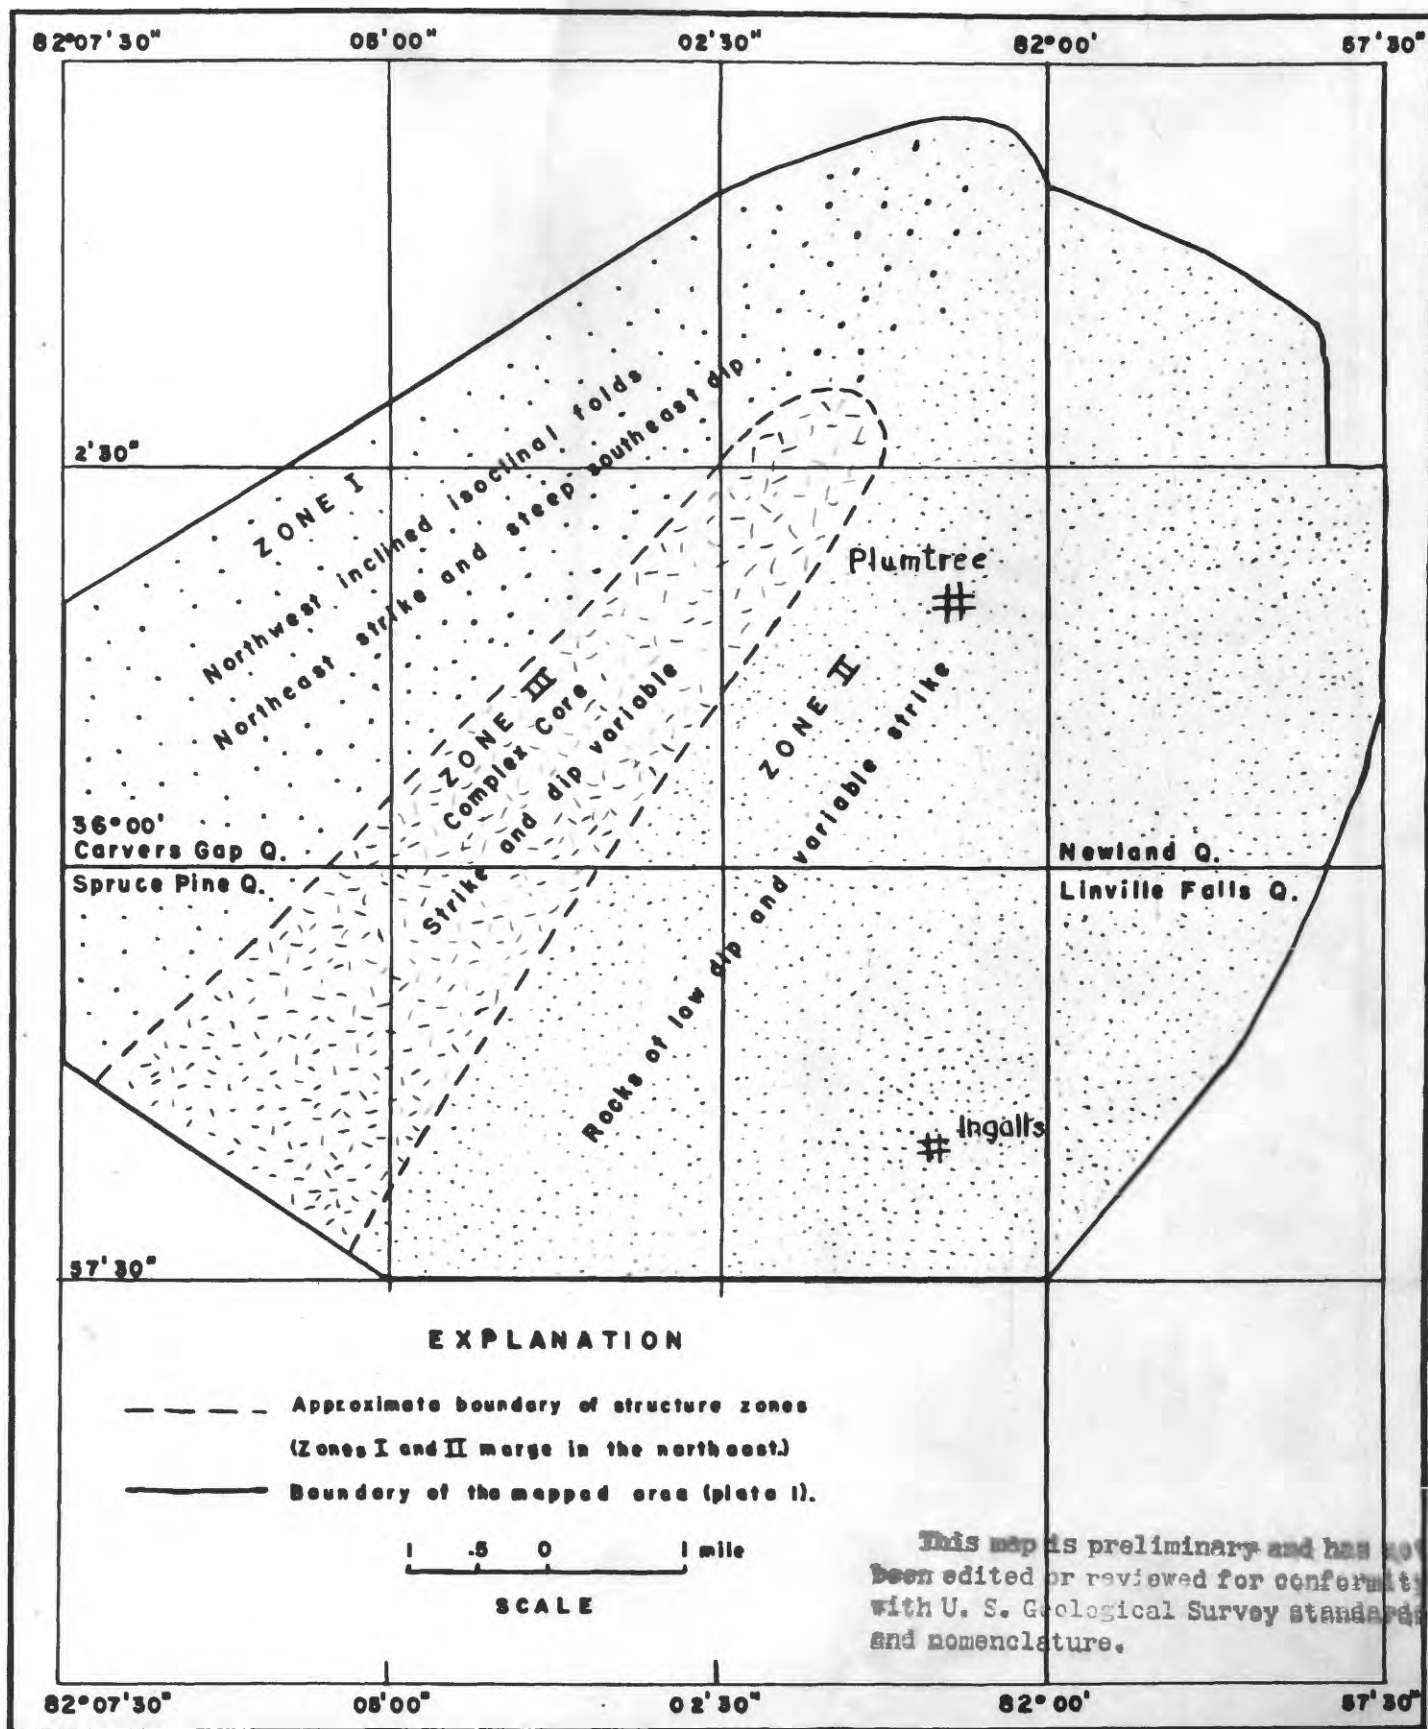 82°07'30" 05'00" 02'30" 82°00' 57'30"
2'30"
ZONE I
Northwest inclined isoclinal folds
Northeast strike and steep southeast dip
Plumtree
ZONE III
Complex Core
Strike and dip variable
ZONE II
Rocks of low dip and variable strike
36°00'
Carvers Gap Q.
Spruce Pine Q.
Newland Q.
Linville Falls Q.
Ingalls
57'30"
EXPLANATION
Approximate boundary of structure zones
(Zones I and II merge in the northeast.)
Boundary of the mapped area (plate 1).
1 .5 0 1 mile
SCALE
This map is preliminary and has not
been edited or reviewed for conformity
with U. S. Geological Survey standards
and nomenclature.
82°07'30" 05'00" 02'30" 82°00' 57'30"